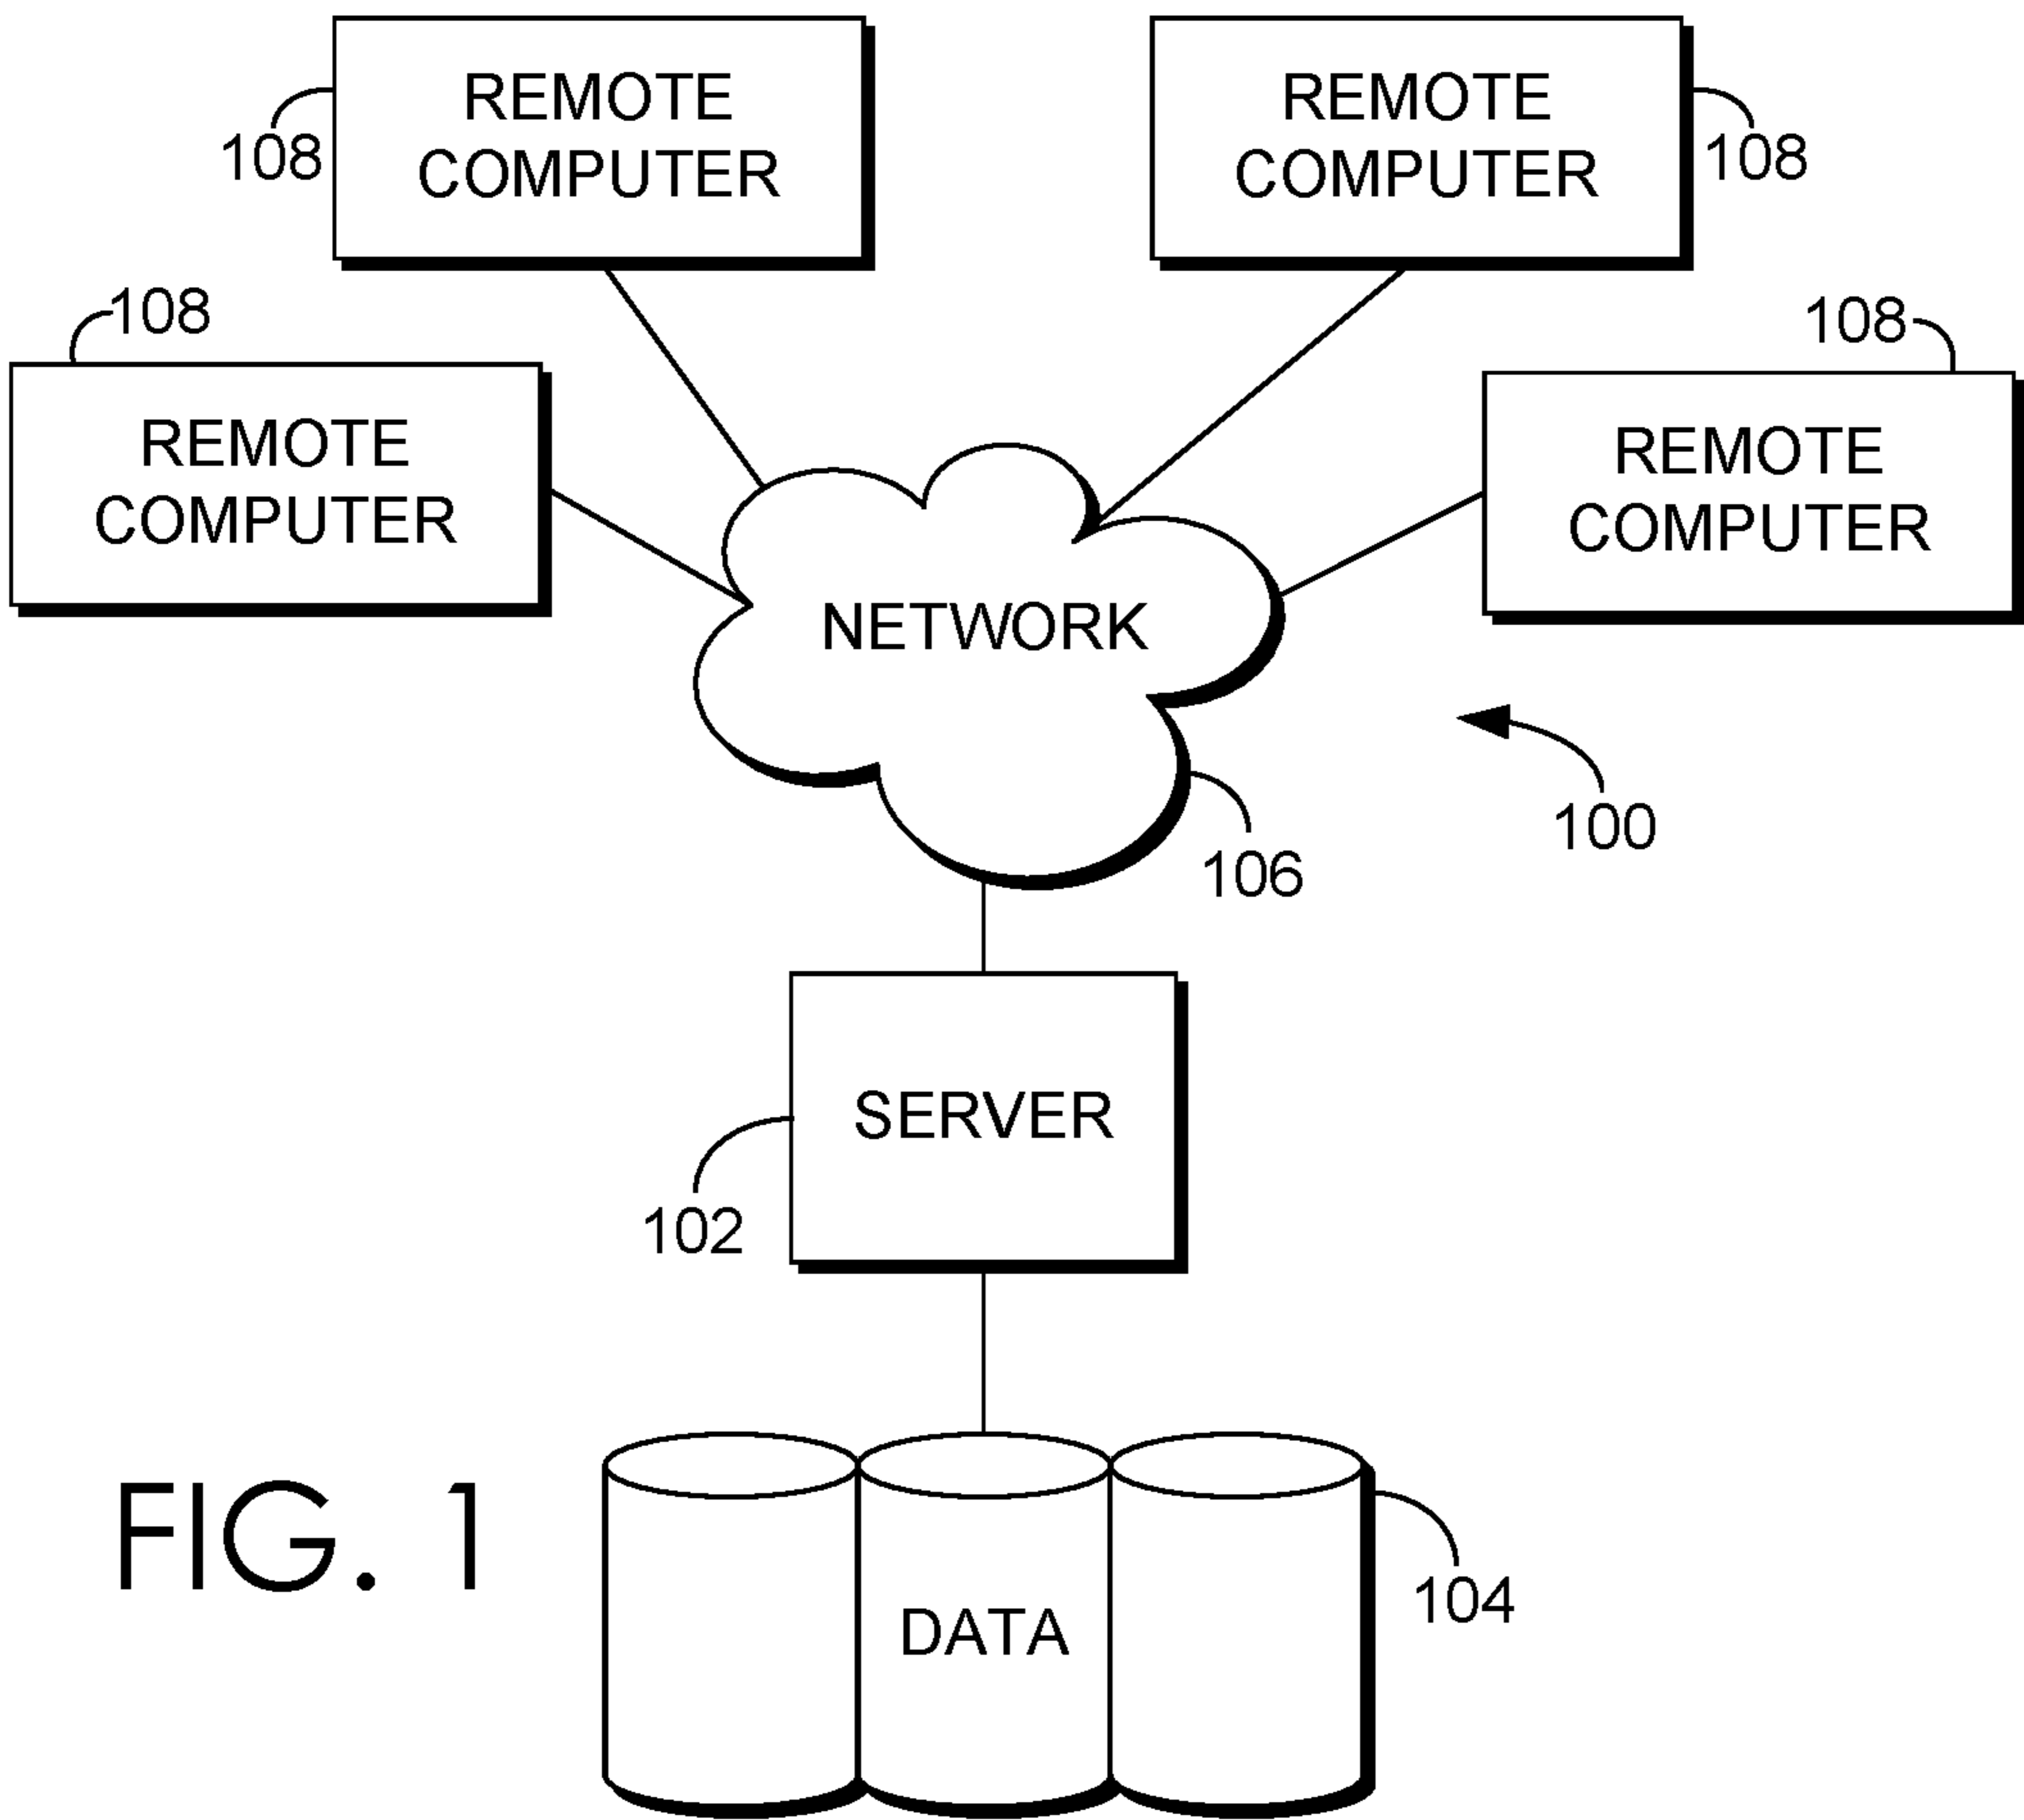 REMOTE
COMPUTER
108
REMOTE
COMPUTER
108
108
REMOTE
COMPUTER
108
REMOTE
COMPUTER
NETWORK
100
106
SERVER
102
FIG. 1
DATA
104